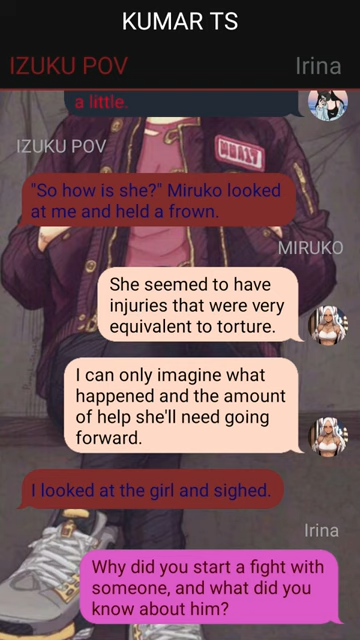 KUMAR TS
IZUKU POV
Irina
a little.
IZUKU POV
"So how is she?" Miruko looked
at me and held a frown.
MIRUKO
She seemed to have
injuries that were very
equivalent to torture.
I can only imagine what
happened and the amount
of help she'll need going
forward.
I looked at the girl and sighed.
Irina
Why did you start a fight with
someone, and what did you
know about him?